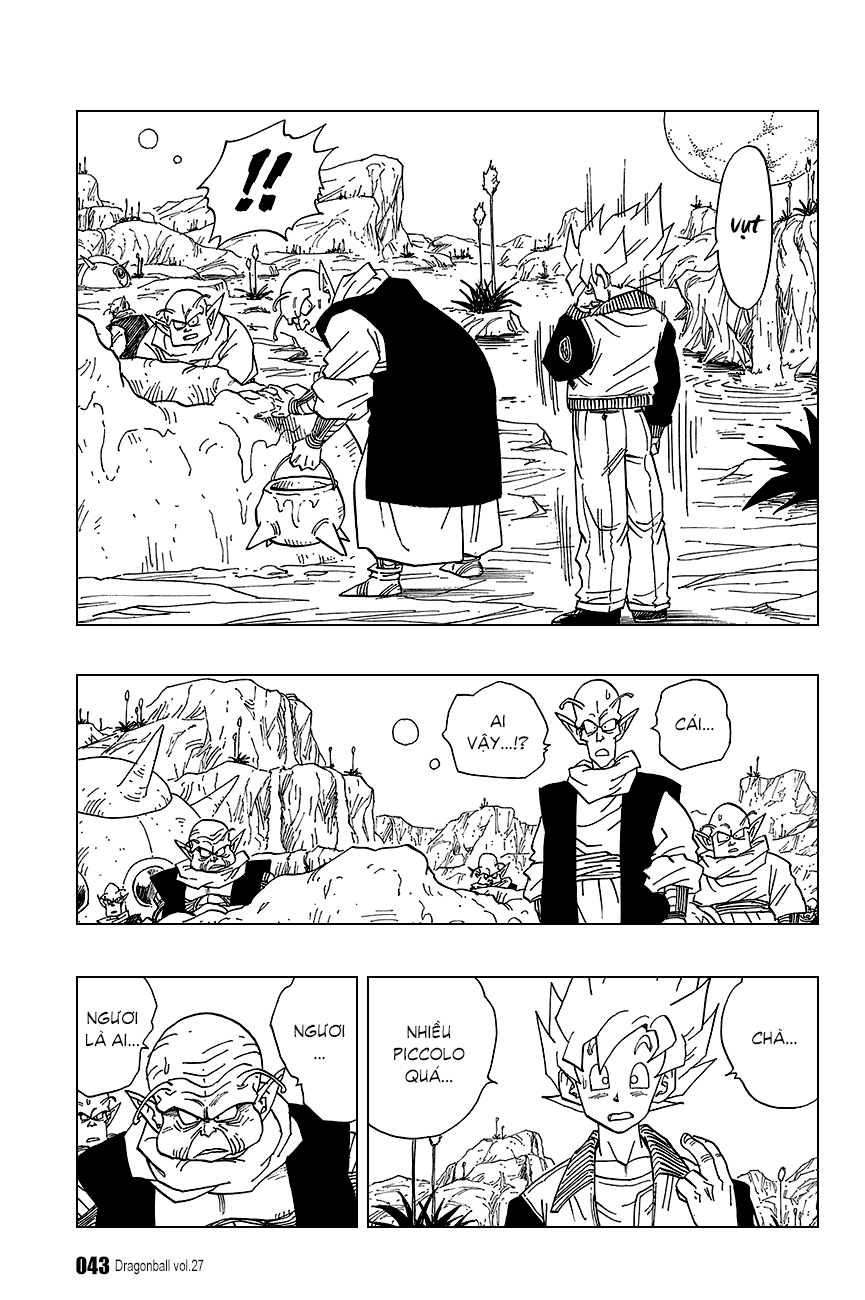 VỤT
!!
CÁI...
AI
VẬY...!?
CHÀ...
NHIỀU
PICCOLO
QUÁ...
NGƯƠI
...
NGƯƠI
LÀ AI...
043 Dragonball vol.27